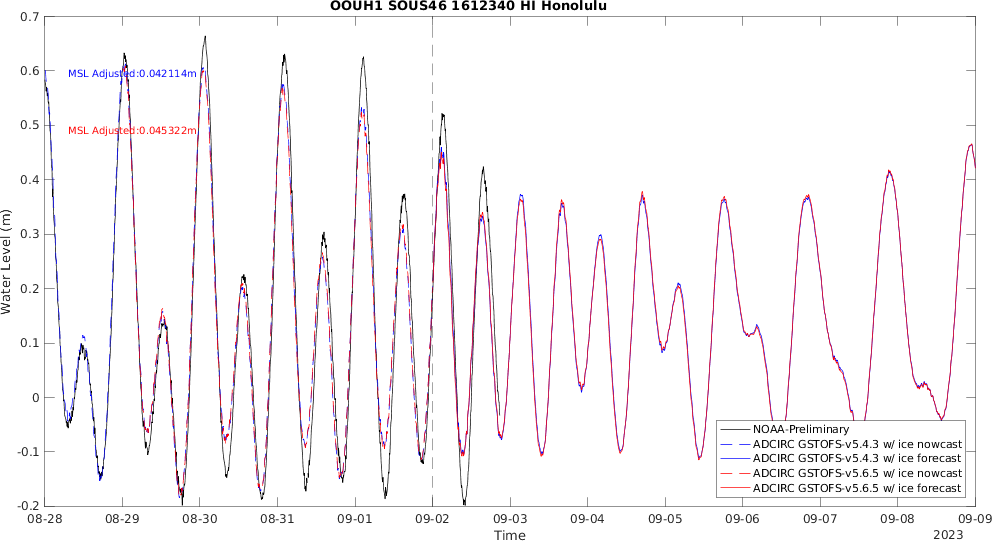 OOUH1 SOUS46 1612340 HI Honolulu
0.7
0.6
0.5
0.4
0.3
0.2
0.1
0
-0.1
-0.2
Water Level (m)
MSL Adjusted:0.042114m
MSL Adjusted:0.045322m
NOAA-Preliminary
ADCIRC GSTOFS-v5.4.3 w/ ice nowcast
ADCIRC GSTOFS-v5.4.3 w/ ice forecast
ADCIRC GSTOFS-v5.6.5 w/ ice nowcast
ADCIRC GSTOFS-v5.6.5 w/ ice forecast
08-28 08-29 08-30 08-31 09-01 09-02 09-03 09-04 09-05 09-06 09-07 09-08 09-09
Time
2023